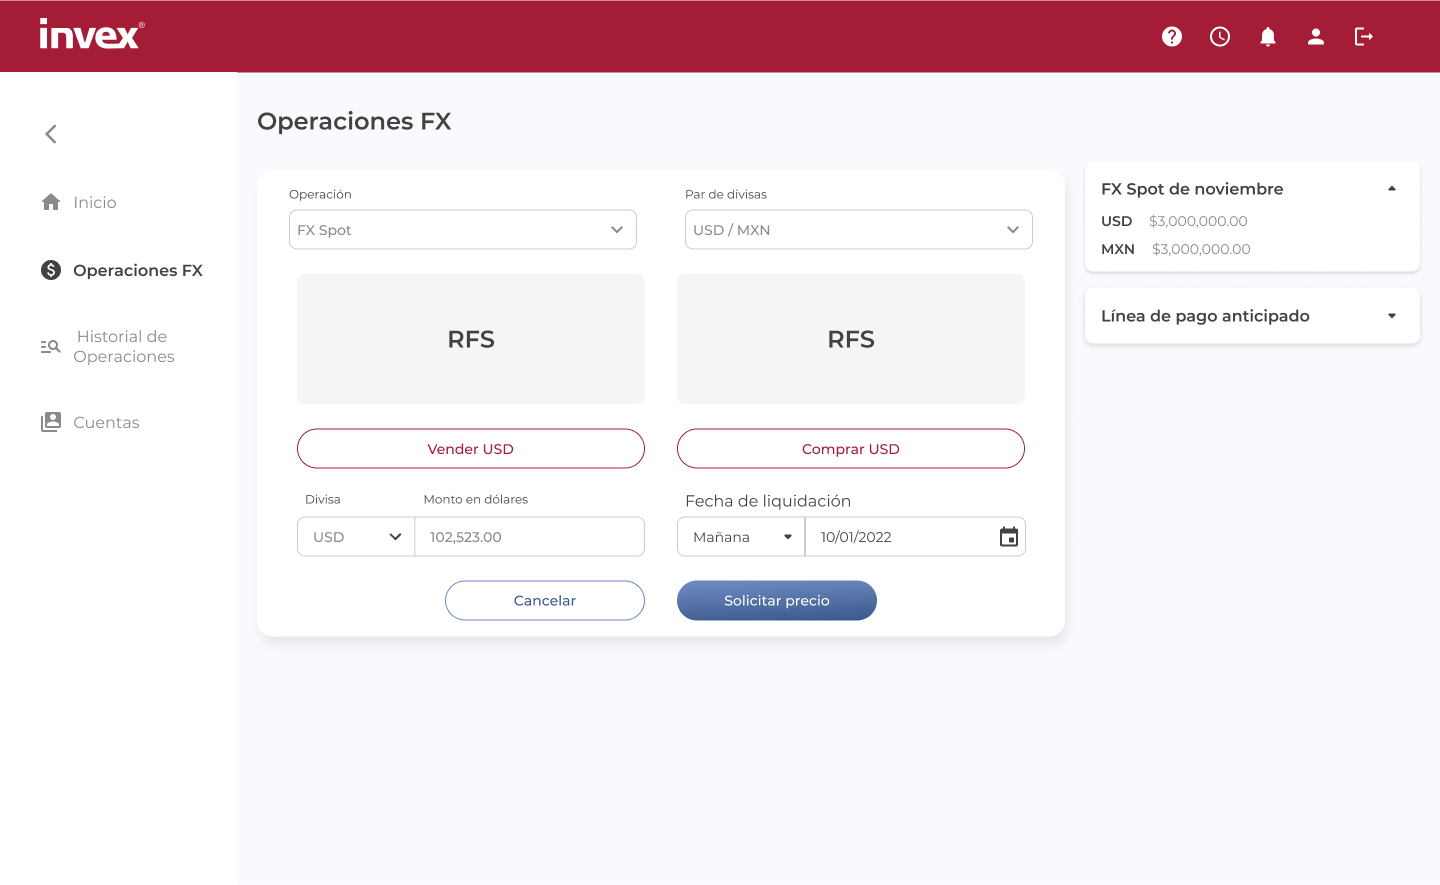 invex®
Inicio
Operaciones FX
Historial de
Operaciones
Cuentas
Operaciones FX
Operación
Par de divisas
FX Spot
USD / MXN
RFS
RFS
Vender USD
Comprar USD
Divisa
Monto en dólares
Fecha de liquidación
USD
102,523.00
Mañana
10/01/2022
Cancelar
Solicitar precio
FX Spot de noviembre
USD $3,000,000.00
MXN $3,000,000.00
Línea de pago anticipado